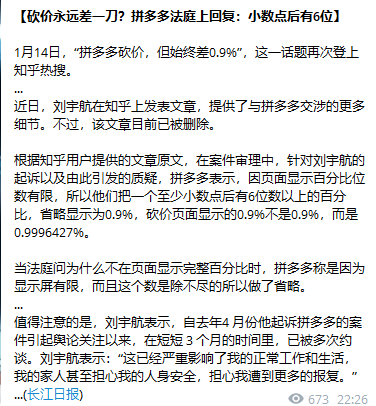 【砍价永远差一刀？拼多多法庭上回复：小数点后有6位】
1月14日，“拼多多砍价，但始终差0.9%”，这一话题再次登上
知乎热搜。
...
近日，刘宇航在知乎上发表文章，提供了与拼多多交涉的更多
细节。不过，该文章目前已被删除。
根据知乎用户提供的文章原文，在案件审理中，针对刘宇航的
起诉以及由此引发的质疑，拼多多表示，因页面显示百分比位
数有限，所以他们把一个至少小数点后有6位数以上的百分
比，省略显示为0.9%，砍价页面显示的0.9%不是0.9%，而是
0.9996427%。
当法庭问为什么不在页面显示完整百分比时，拼多多称是因为
显示屏有限，而且这个数是除不尽的所以做了省略。
...
值得注意的是，刘宇航表示，自去年4 月份他起诉拼多多的案
件引起舆论关注以来，在短短 3 个月的时间里，已被多次约
谈。刘宇航表示：“这已经严重影响了我的正常工作和生活，
我的家人甚至担心我的人身安全，担心我遭到更多的报复。”
...(长江日报)
673 22:26